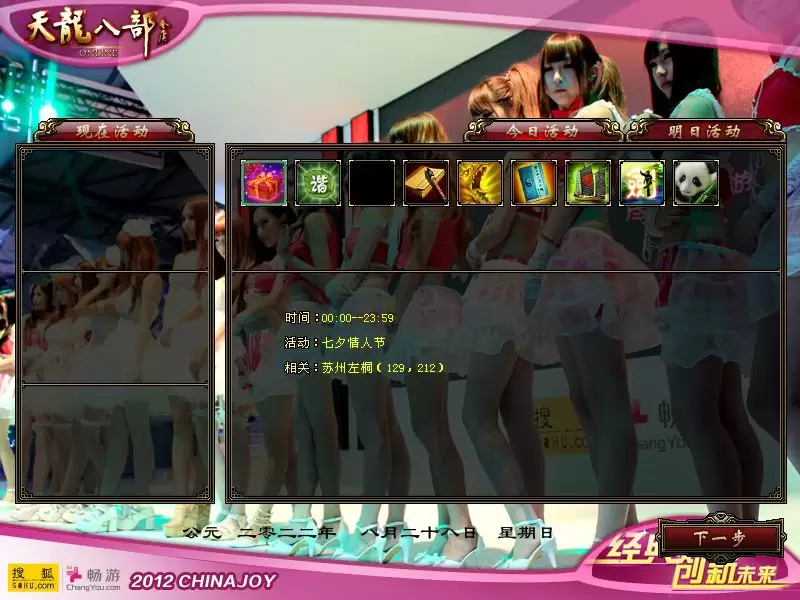 天龍八部
ONLINE
现在活动
今日活动
明日活动
谐
时间：00:00--23:59
活动：七夕情人节
相关：苏州左桐（129，212）
公元 二零二二年 八月二十八日 星期日
下一步
搜狐
SOHU.com
畅游
ChangYou.com
2012 CHINAJOY
创新未来